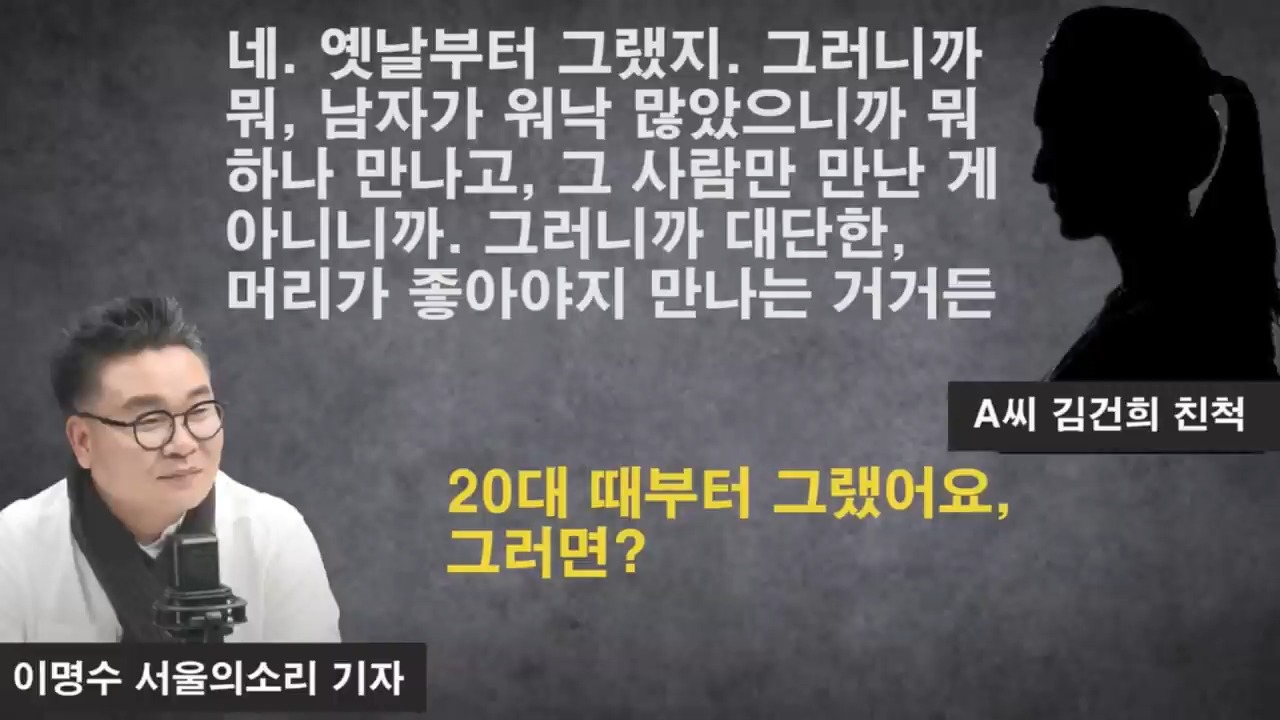 네. 옛날부터 그랬지. 그러니까
뭐, 남자가 워낙 많았으니까 뭐
하나 만나고, 그 사람만 만난 게
아니니까. 그러니까 대단한,
머리가 좋아야지 만나는 거거든
A씨 김건희 친척
20대 때부터 그랬어요,
그러면?
이명수 서울의소리 기자